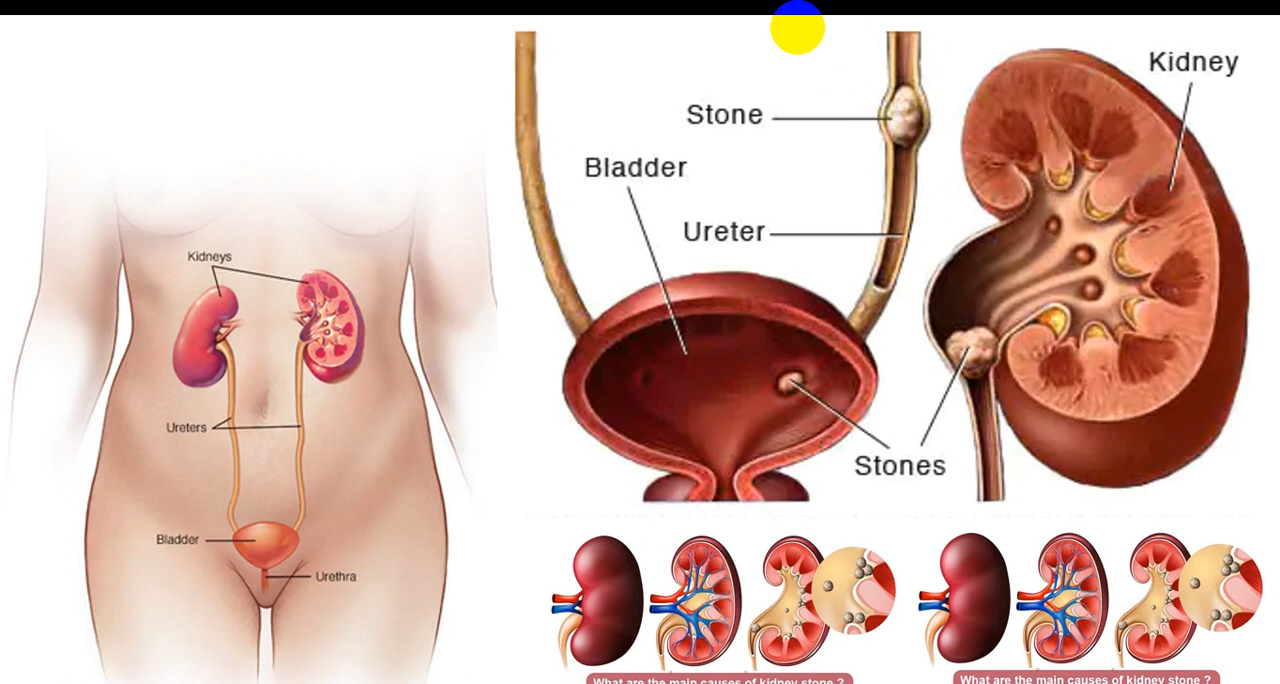 Kidneys
Ureters
Bladder
Urethra
Kidney
Stone
Bladder
Ureter
Stones
What are the main causes of kidney stone ?
What are the main causes of kidney stone ?